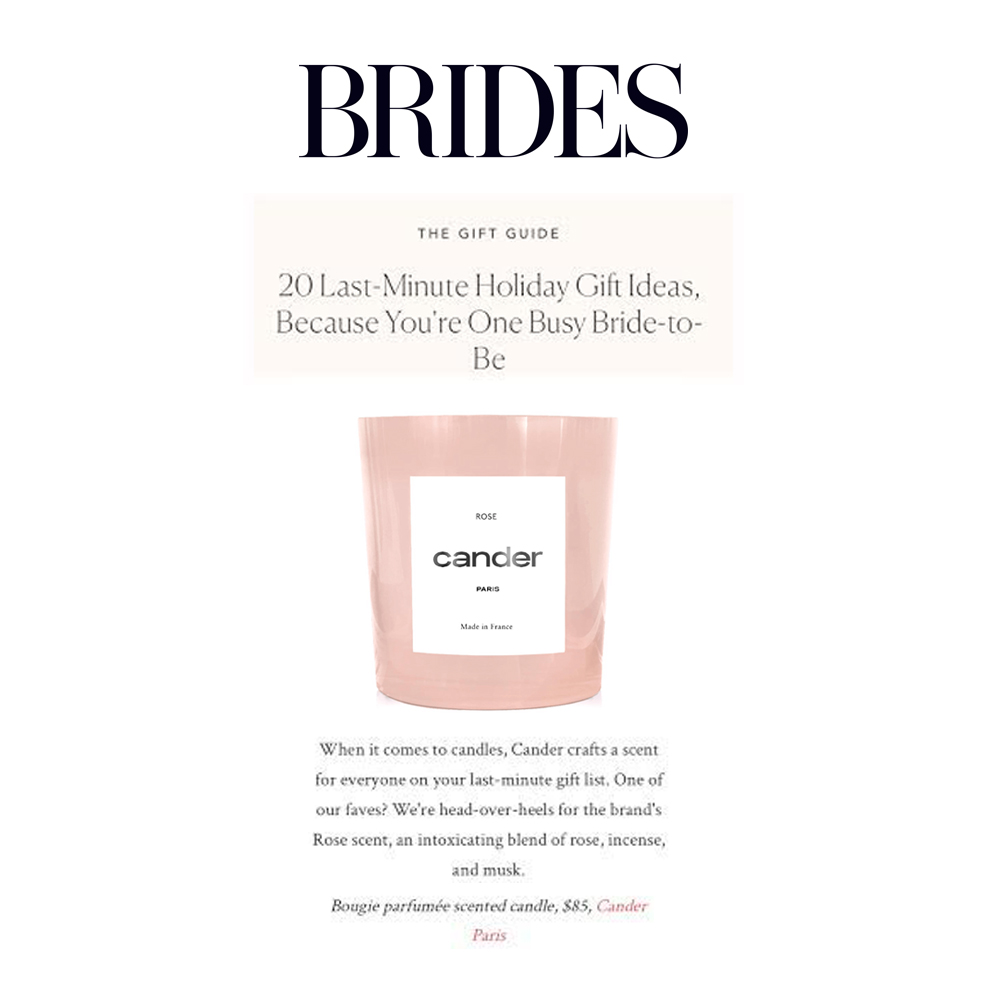 BRIDES
THE GIFT GUIDE
20 Last-Minute Holiday Gift Ideas,
Because You're One Busy Bride-to-
Be
ROSE
cander
PARIS
Made in France
When it comes to candles, Cander crafts a scent
for everyone on your last-minute gift list. One of
our faves? We're head-over-heels for the brand's
Rose scent, an intoxicating blend of rose, incense,
and musk.
Bougie parfumée scented candle, $85, Cander
Paris